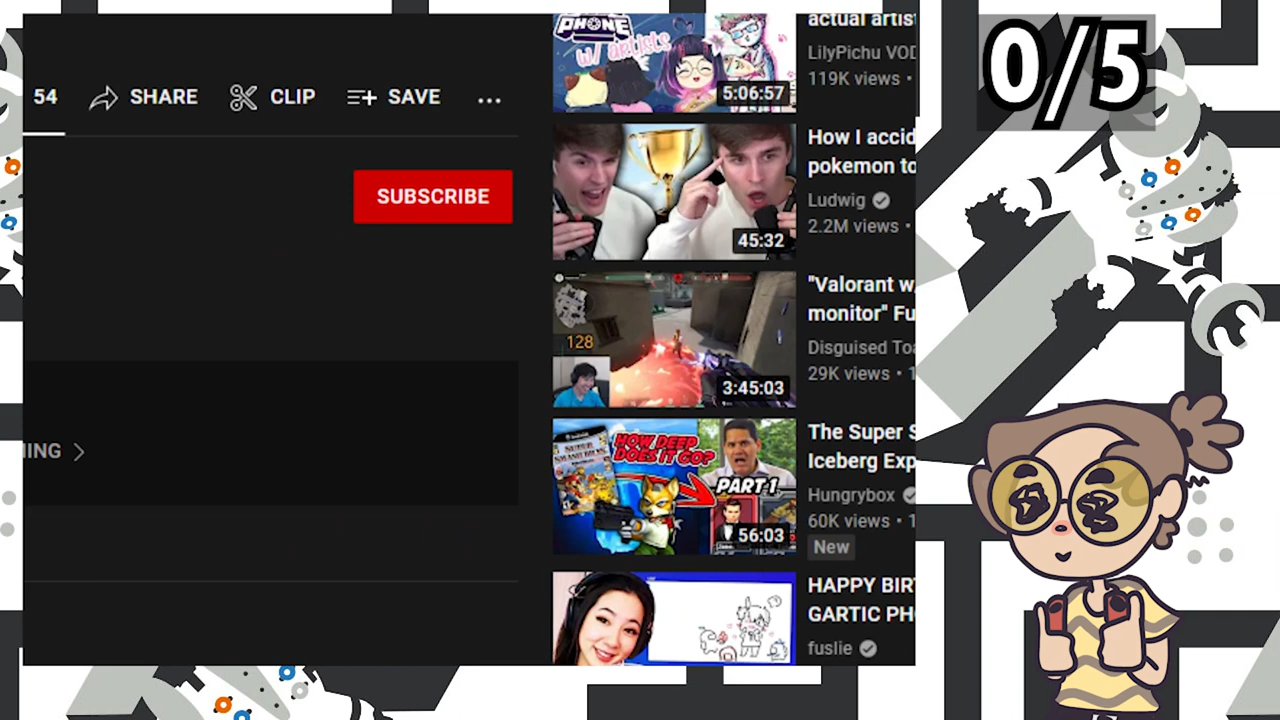 54 SHARE CLIP SAVE ...
SUBSCRIBE
ING
PHONE
W/ ARTISTS
5:06:57
actual artis
LilyPichu VOD
119K views •
45:32
How I accid
pokemon to
Ludwig
2.2M views •
128
3:45:03
"Valorant w
monitor" Fu
Disguised Toa
29K views • 1
SUPER
SMASH BROS
HOW DEEP
DOES IT GO?
PART 1
56:03
The Super S
Iceberg Exp
Hungrybox
60K views • 1
New
HAPPY BIR
GARTIC PH
fuslie
0/5